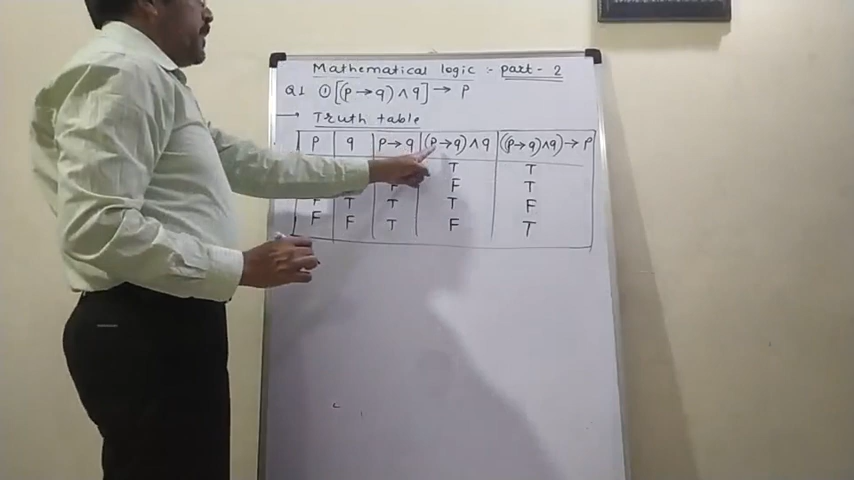 Mathematical logic :- part-2
Q1 ① [(p→q)∧q] → p
→ Truth table
p q p→q (p→q)∧q ((p→q)∧q)→p
T T
F F T
F T T T F
F F T F T